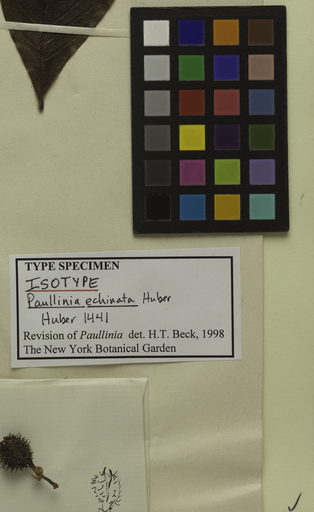 TYPE SPECIMEN
ISOTYPE
Paullinia echinata Huber
Huber 1441
Revision of Paullinia det. H.T. Beck, 1998
The New York Botanical Garden